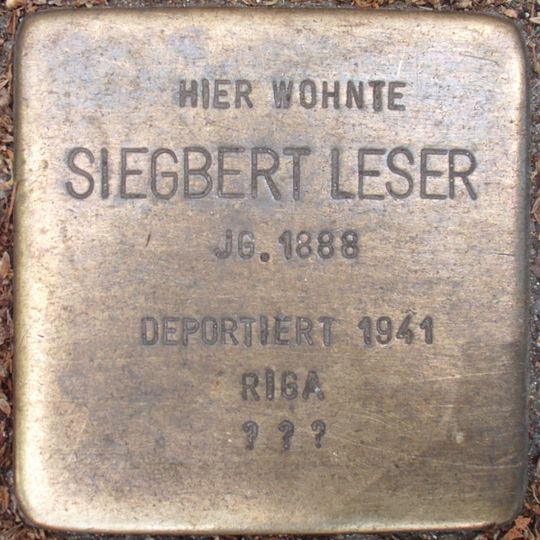 HIER WOHNTE
SIEGBERT LESER
JG. 1888
DEPORTIERT 1941
RIGA
? ? ?